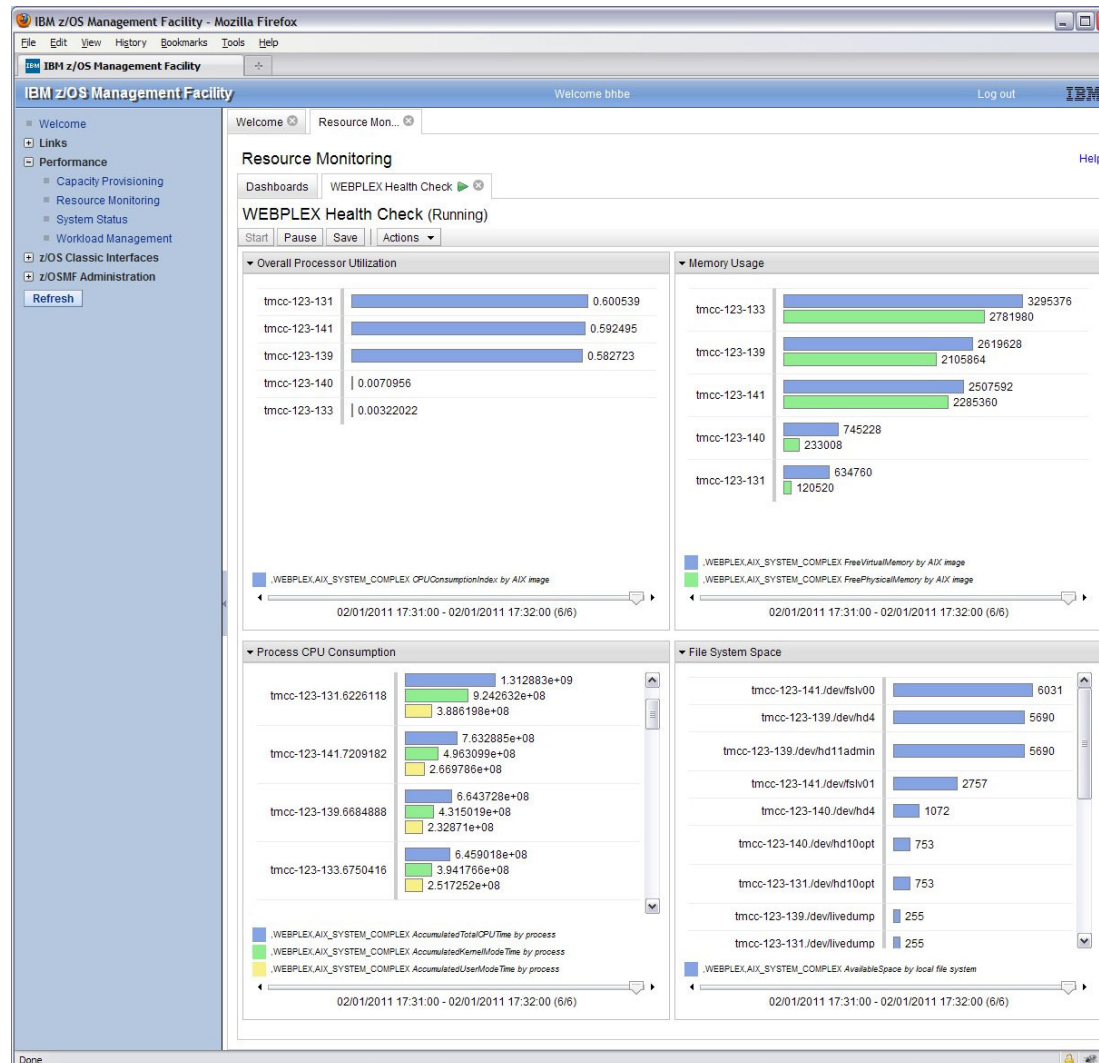 IBM z/OS Management Facility - Mozilla Firefox
File Edit View History Bookmarks Tools Help
IBM IBM z/OS Management Facility
IBM z/OS Management Facility Welcome bhbe Log out IBM
Welcome
Links
Performance
Capacity Provisioning
Resource Monitoring
System Status
Workload Management
z/OS Classic Interfaces
z/OSMF Administration
Refresh
Welcome Resource Mon...
Resource Monitoring Help
Dashboards WEBPLEX Health Check
WEBPLEX Health Check (Running)
Start Pause Save Actions
Overall Processor Utilization
tmcc-123-131 0.600539
tmcc-123-141 0.592495
tmcc-123-139 0.582723
tmcc-123-140 0.0070956
tmcc-123-133 0.00322022
,WEBPLEX,AIX_SYSTEM_COMPLEX CPUConsumptionIndex by AIX image
02/01/2011 17:31:00 - 02/01/2011 17:32:00 (6/6)
Memory Usage
tmcc-123-133 3295376
2781980
tmcc-123-139 2619628
2105864
tmcc-123-141 2507592
2285360
tmcc-123-140 745228
233008
tmcc-123-131 634760
120520
,WEBPLEX,AIX_SYSTEM_COMPLEX FreeVirtualMemory by AIX image
,WEBPLEX,AIX_SYSTEM_COMPLEX FreePhysicalMemory by AIX image
02/01/2011 17:31:00 - 02/01/2011 17:32:00 (6/6)
Process CPU Consumption
tmcc-123-131.6226118 1.312883e+09
9.242632e+08
3.886198e+08
tmcc-123-141.7209182 7.632885e+08
4.963099e+08
2.669786e+08
tmcc-123-139.6684888 6.643728e+08
4.315019e+08
2.32871e+08
tmcc-123-133.6750416 6.459018e+08
3.941766e+08
2.517252e+08
,WEBPLEX,AIX_SYSTEM_COMPLEX AccumulatedTotalCPUTime by process
,WEBPLEX,AIX_SYSTEM_COMPLEX AccumulatedKernelModeTime by process
,WEBPLEX,AIX_SYSTEM_COMPLEX AccumulatedUserModeTime by process
02/01/2011 17:31:00 - 02/01/2011 17:32:00 (6/6)
File System Space
tmcc-123-141./dev/fslv00 6031
tmcc-123-139./dev/hd4 5690
tmcc-123-139./dev/hd11admin 5690
tmcc-123-141./dev/fslv01 2757
tmcc-123-140./dev/hd4 1072
tmcc-123-140./dev/hd10opt 753
tmcc-123-131./dev/hd10opt 753
tmcc-123-139./dev/livedump 255
tmcc-123-131./dev/livedump 255
,WEBPLEX,AIX_SYSTEM_COMPLEX AvailableSpace by local file system
02/01/2011 17:31:00 - 02/01/2011 17:32:00 (6/6)
Done